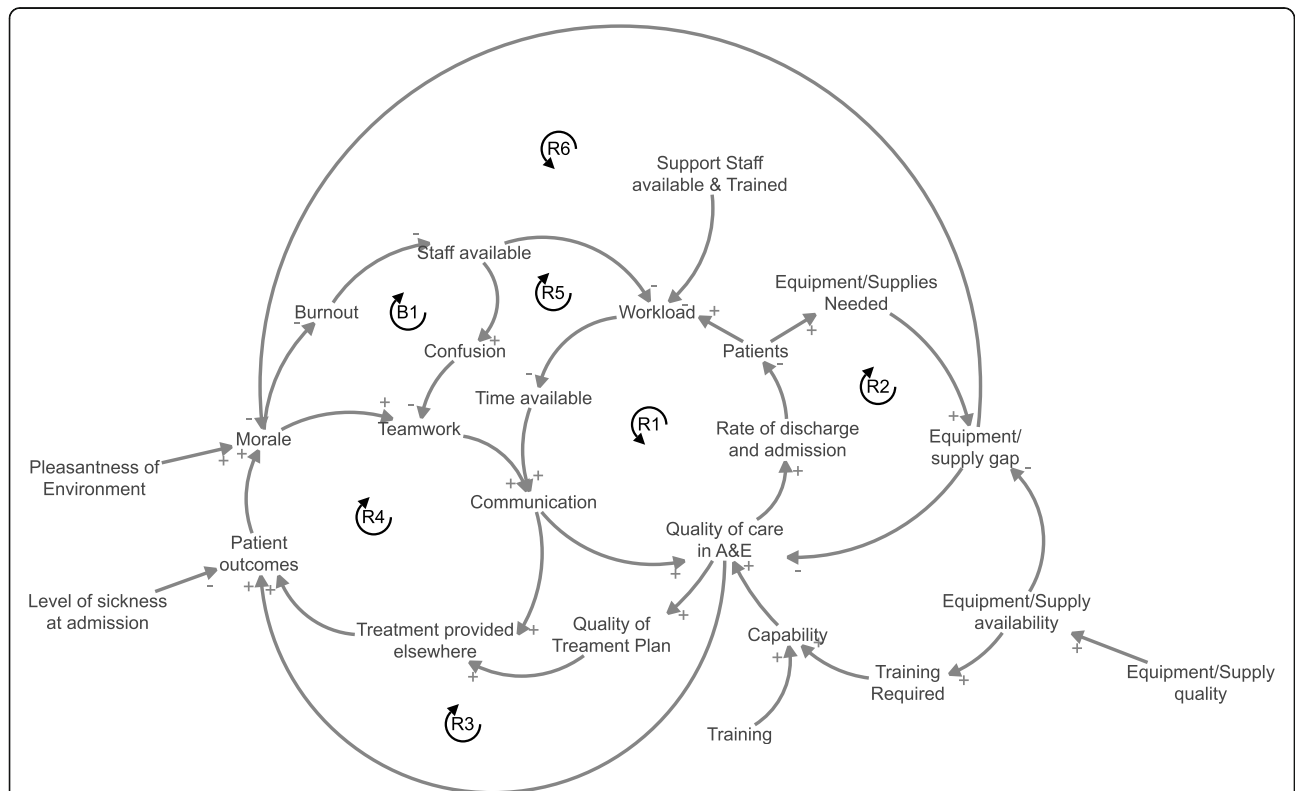 R6
Support Staff
available & Trained
Staff available
Equipment/Supplies
Needed
Burnout
B1
R5
Workload
Confusion
Patients
R2
Time available
Morale
Teamwork
R1
Rate of discharge
and admission
Equipment/
supply gap
Pleasantness of
Environment
Communication
R4
Quality of care
in A&E
Patient
outcomes
Level of sickness
at admission
Equipment/Supply
availability
Treatment provided
elsewhere
Quality of
Treament Plan
Capability
Training
Required
Equipment/Supply
quality
R3
Training